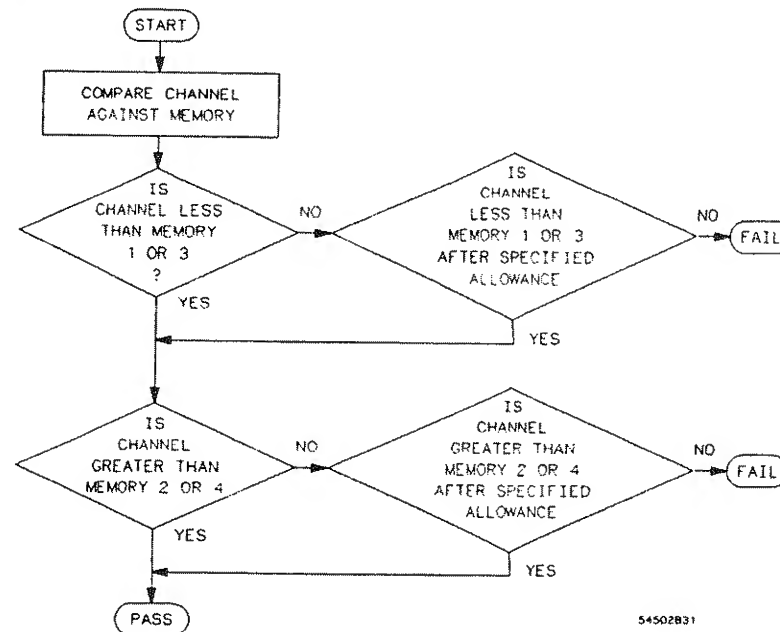 START
COMPARE CHANNEL
AGAINST MEMORY
IS
CHANNEL LESS
THAN MEMORY
1 OR 3
?
NO
YES
IS
CHANNEL
LESS THAN
MEMORY 1 OR 3
AFTER SPECIFIED
ALLOWANCE
NO
FAIL
YES
IS
CHANNEL
GREATER THAN
MEMORY 2 OR 4
NO
YES
IS
CHANNEL
GREATER THAN
MEMORY 2 OR 4
AFTER SPECIFIED
ALLOWANCE
NO
FAIL
YES
PASS
54502B31